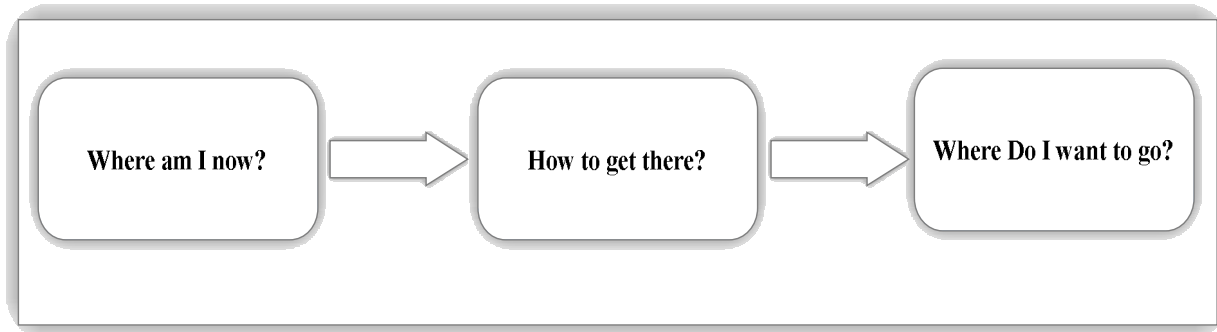 Where am I now?
How to get there?
Where Do I want to go?